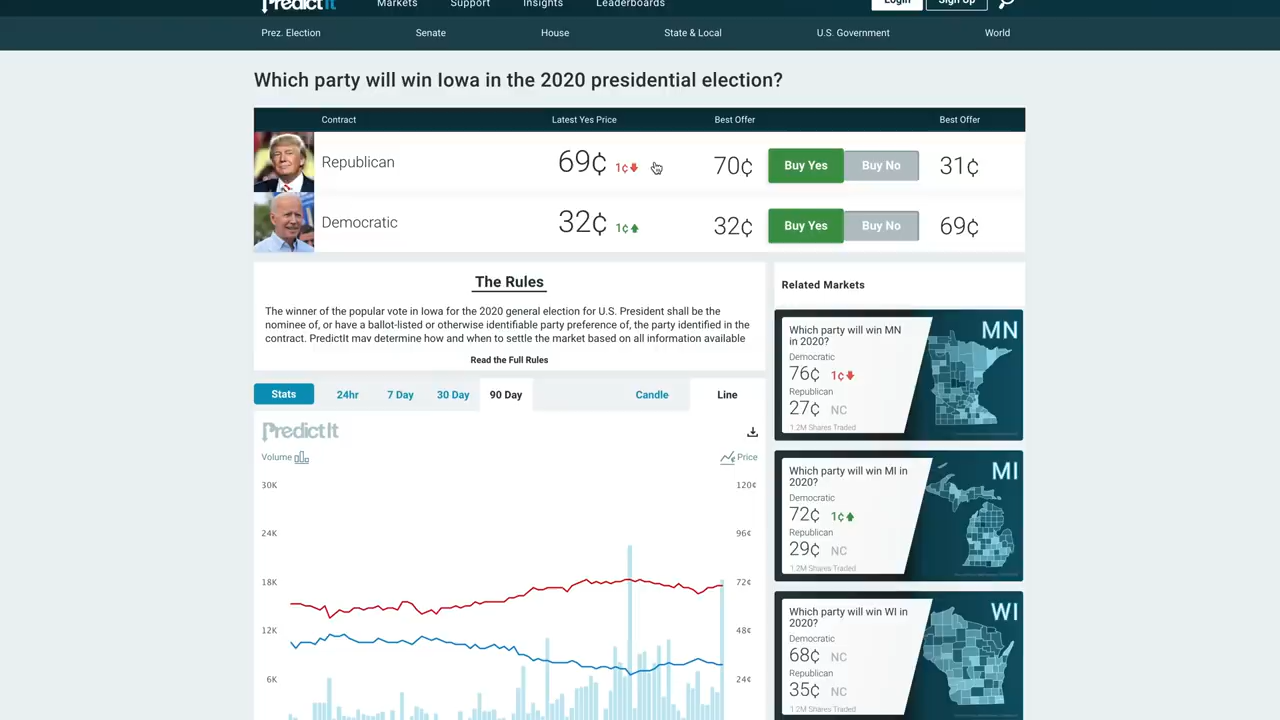 PredictIt
Markets
Support
Insights
Leaderboards
Login
Sign Up
Prez. Election
Senate
House
State & Local
U.S. Government
World
Which party will win Iowa in the 2020 presidential election?
Contract
Latest Yes Price
Best Offer
Best Offer
Republican
69¢
1¢
70¢
Buy Yes
Buy No
31¢
Democratic
32¢
1¢
32¢
Buy Yes
Buy No
69¢
The Rules
The winner of the popular vote in Iowa for the 2020 general election for U.S. President shall be the
nominee of, or have a ballot-listed or otherwise identifiable party preference of, the party identified in the
contract. PredictIt may determine how and when to settle the market based on all information available
Read the Full Rules
Stats
24hr
7 Day
30 Day
90 Day
Candle
Line
PredictIt
Volume
Price
30K
24K
18K
12K
6K
120¢
96¢
72¢
48¢
24¢
Related Markets
Which party will win MN
in 2020?
Democratic
76¢ 1¢
Republican
27¢ NC
1.2M Shares Traded
MN
Which party will win MI in
2020?
Democratic
72¢ 1¢
Republican
29¢ NC
1.2M Shares Traded
MI
Which party will win WI in
2020?
Democratic
68¢ NC
Republican
35¢ NC
1.2M Shares Traded
WI